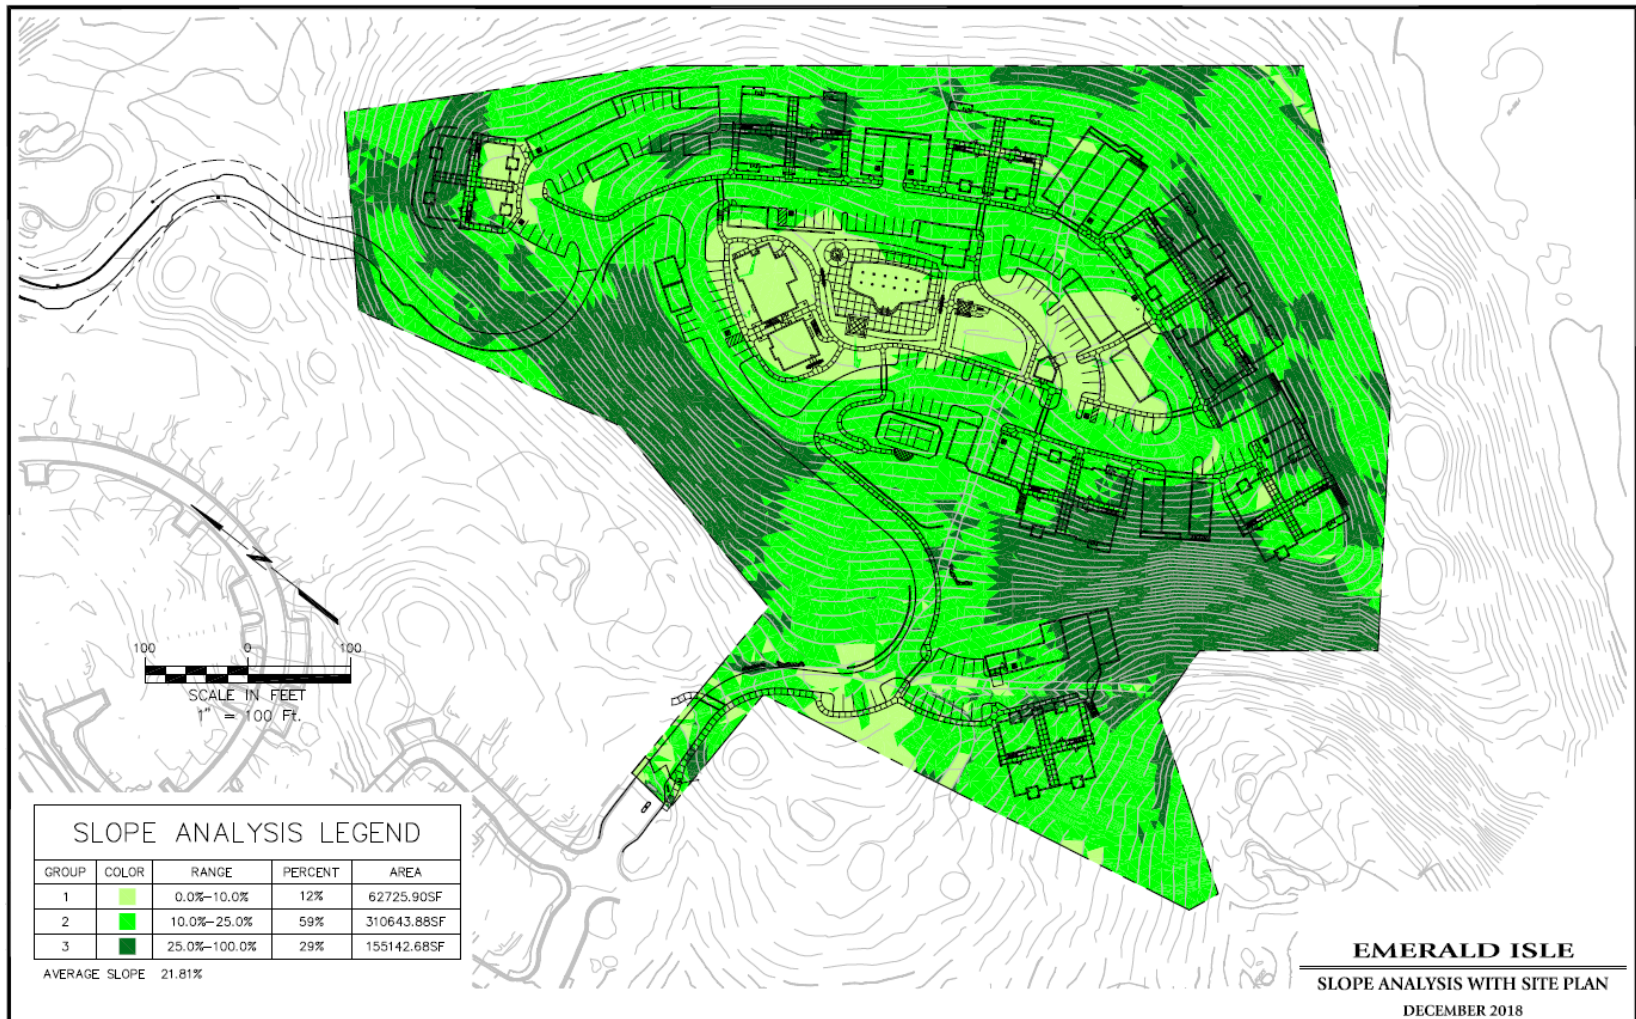 100 0 100
SCALE IN FEET
1" = 100 Ft.
SLOPE ANALYSIS LEGEND
GROUP COLOR RANGE PERCENT AREA
1 0.0%-10.0% 12% 62725.90SF
2 10.0%-25.0% 59% 310643.88SF
3 25.0%-100.0% 29% 155142.68SF
AVERAGE SLOPE 21.81%
EMERALD ISLE
SLOPE ANALYSIS WITH SITE PLAN
DECEMBER 2018